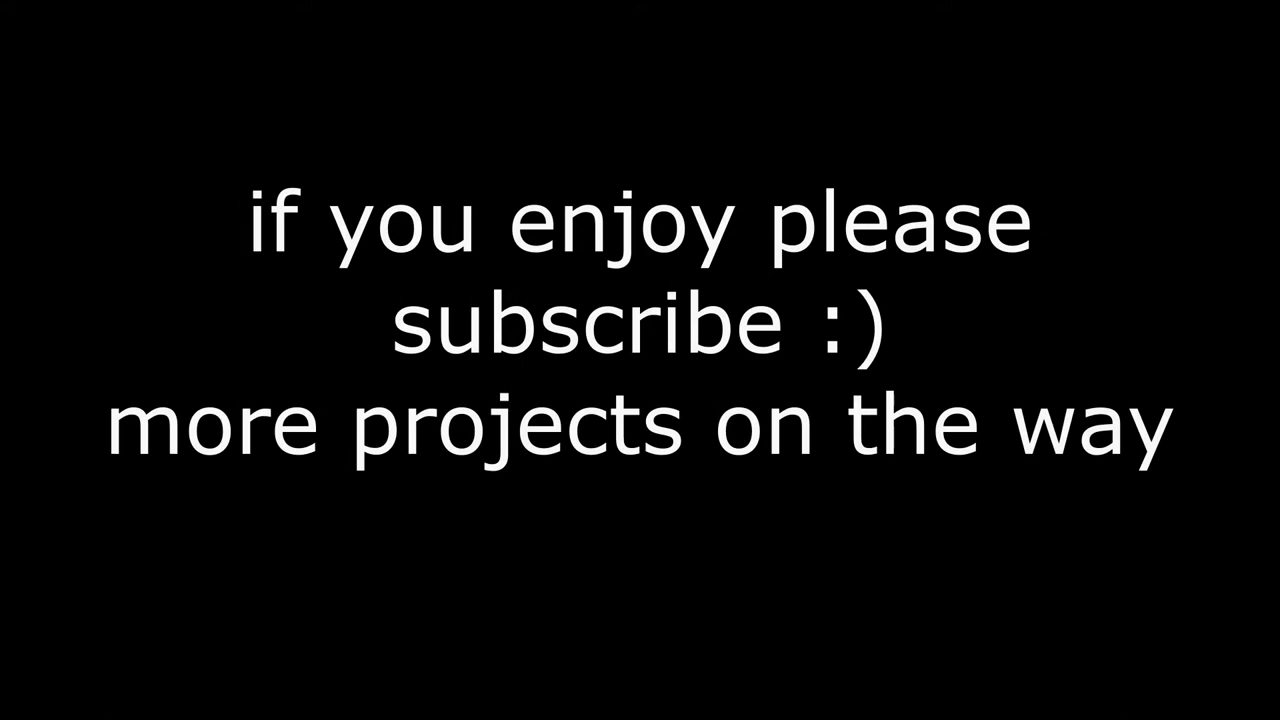 if you enjoy please
subscribe :)
more projects on the way